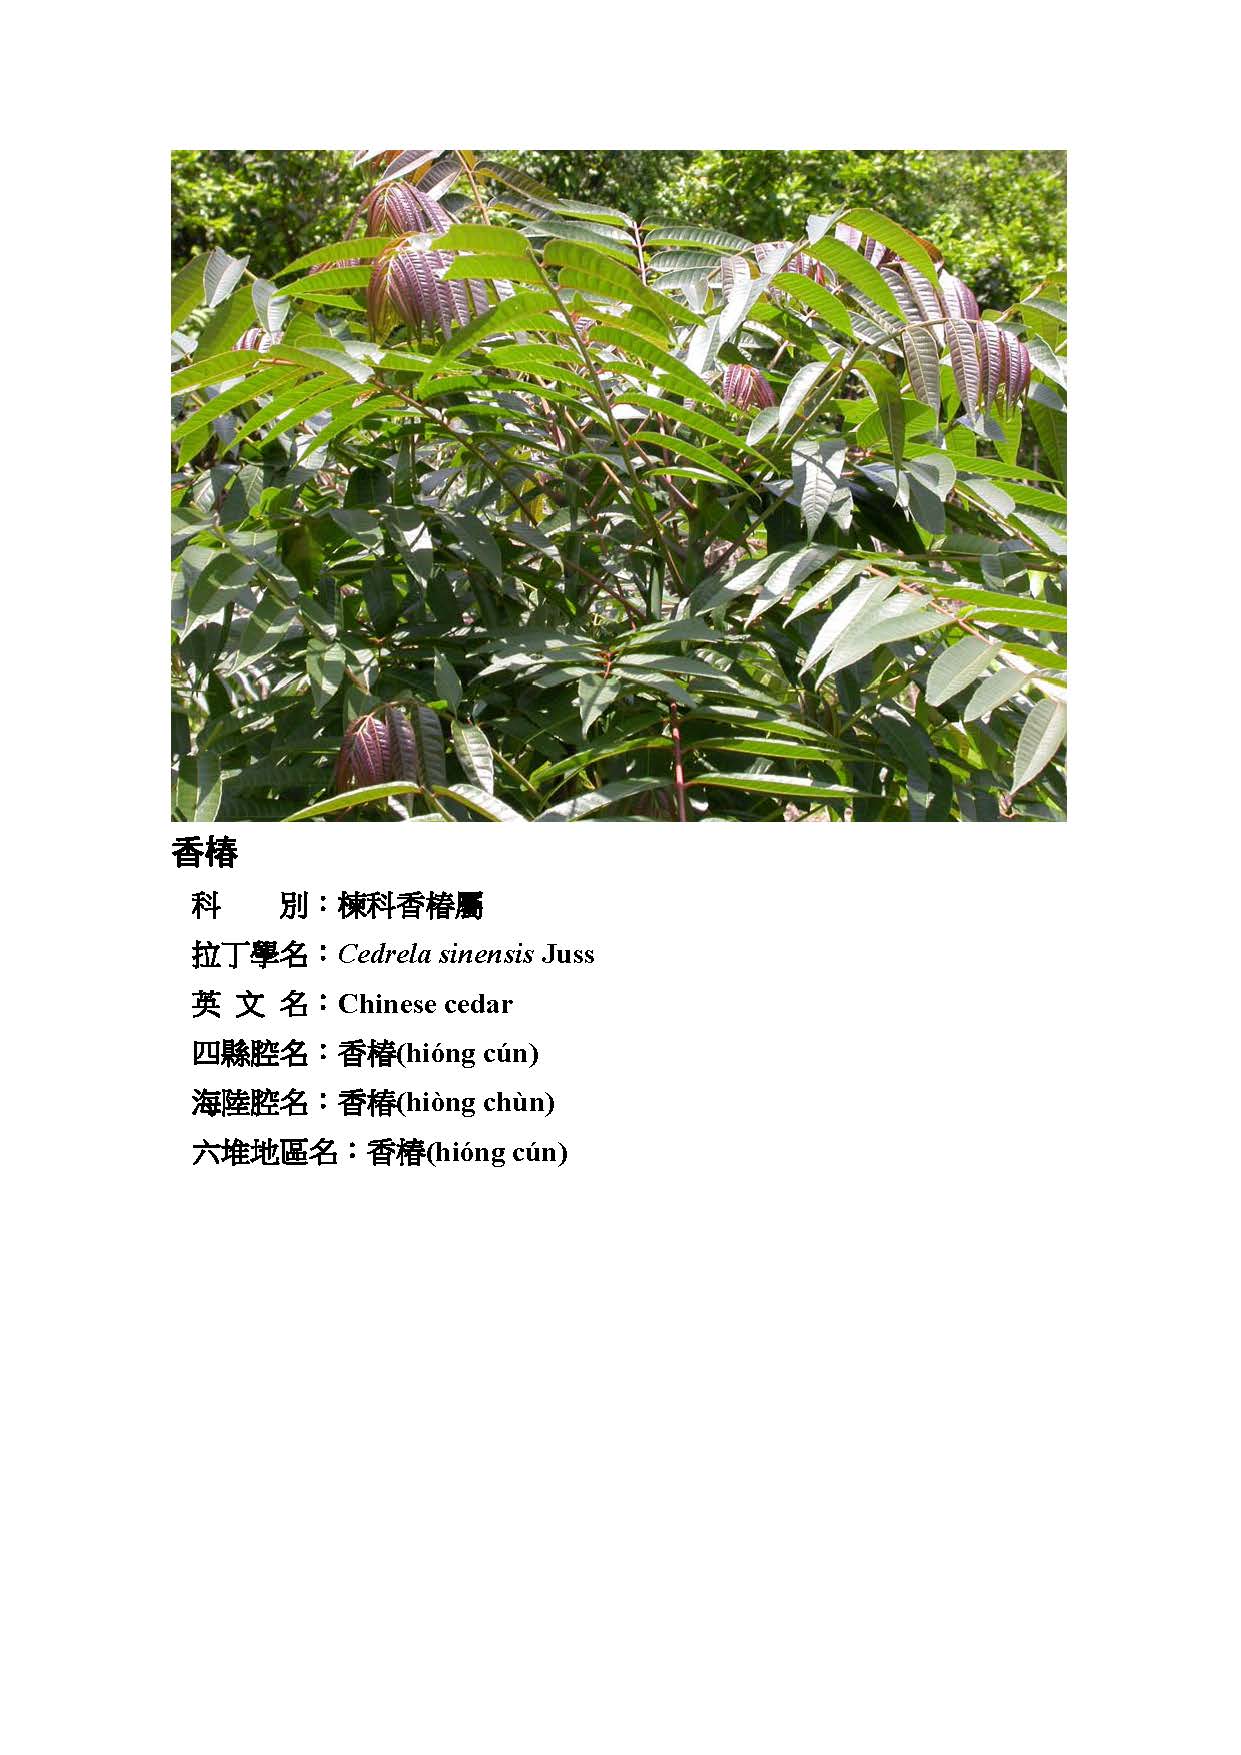 香椿
科　　別：楝科香椿屬
拉丁學名：Cedrela sinensis Juss
英 文 名：Chinese cedar
四縣腔名：香椿(hióng cún)
海陸腔名：香椿(hiòng chùn)
六堆地區名：香椿(hióng cún)